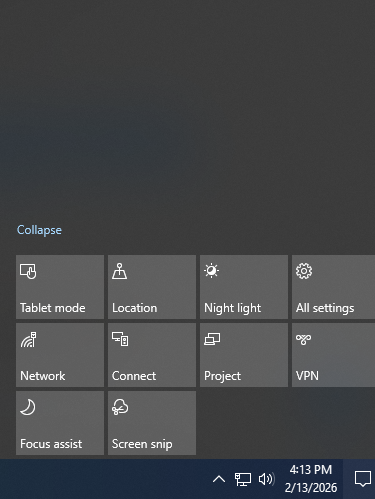 Collapse
Tablet mode
Location
Night light
All settings
Network
Connect
Project
VPN
Focus assist
Screen snip
4:13 PM
2/13/2026